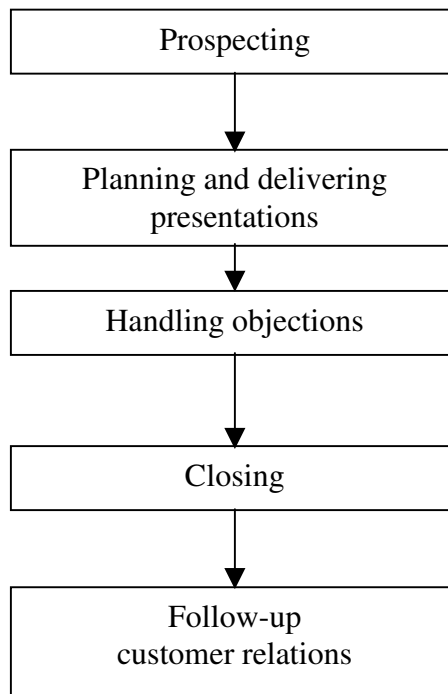 Prospecting
Planning and delivering
presentations
Handling objections
Closing
Follow-up
customer relations